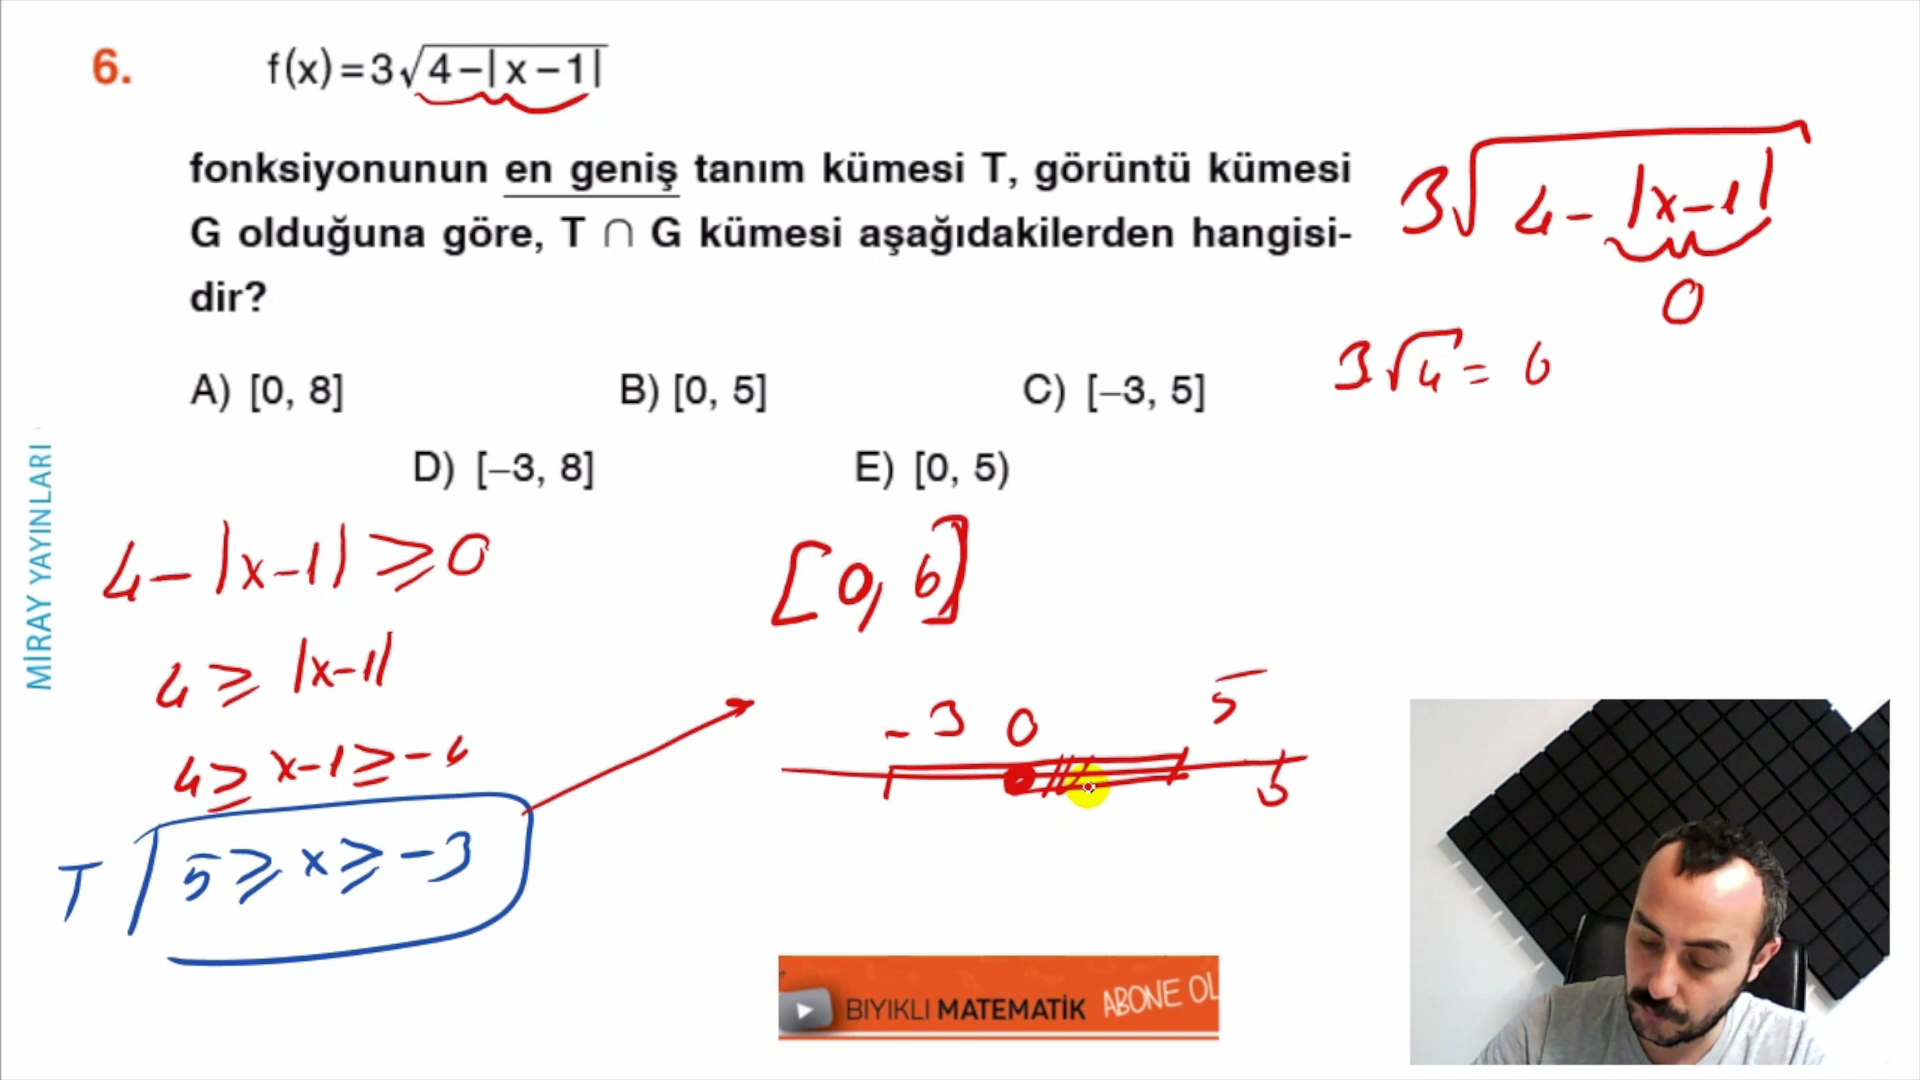 6. f(x)=3√4-|x-1|
fonksiyonunun en geniş tanım kümesi T, görüntü kümesi
G olduğuna göre, T ∩ G kümesi aşağıdakilerden hangisi-
dir?
A) [0, 8] B) [0, 5] C) [-3, 5]
D) [-3, 8] E) [0, 5)
3√4-|x-1|
0
3√4 = 6
4-|x-1| ≥ 0
4 ≥ |x-1|
4 ≥ x-1 ≥ -4
T 5 ≥ x ≥ -3
[0, 6]
-3 0 5
6
MİRAY YAYINLARI
BIYIKLI MATEMATİK ABONE OL